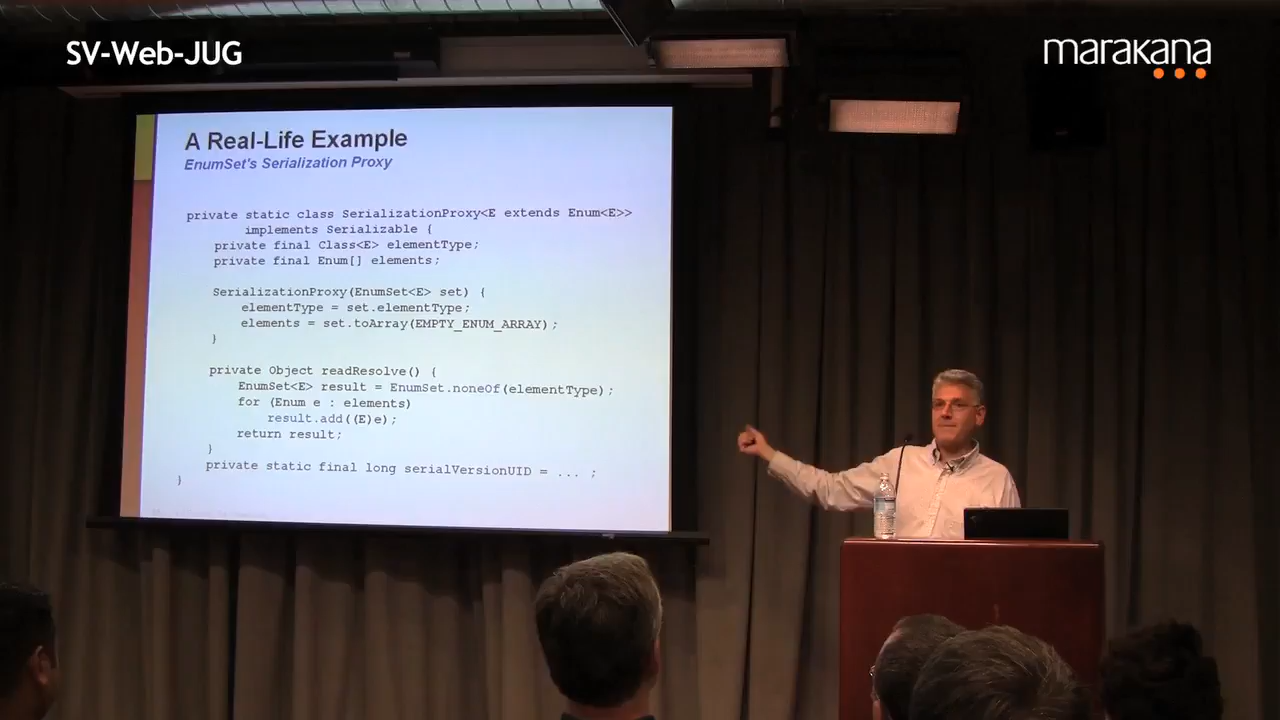 SV-Web-JUG
marakana
A Real-Life Example
EnumSet's Serialization Proxy
private static class SerializationProxy<E extends Enum<E>>
implements Serializable {
private final Class<E> elementType;
private final Enum[] elements;
SerializationProxy(EnumSet<E> set) {
elementType = set.elementType;
elements = set.toArray(EMPTY_ENUM_ARRAY);
}
private Object readResolve() {
EnumSet<E> result = EnumSet.noneOf(elementType);
for (Enum e : elements)
result.add((E)e);
return result;
}
private static final long serialVersionUID = ... ;
}